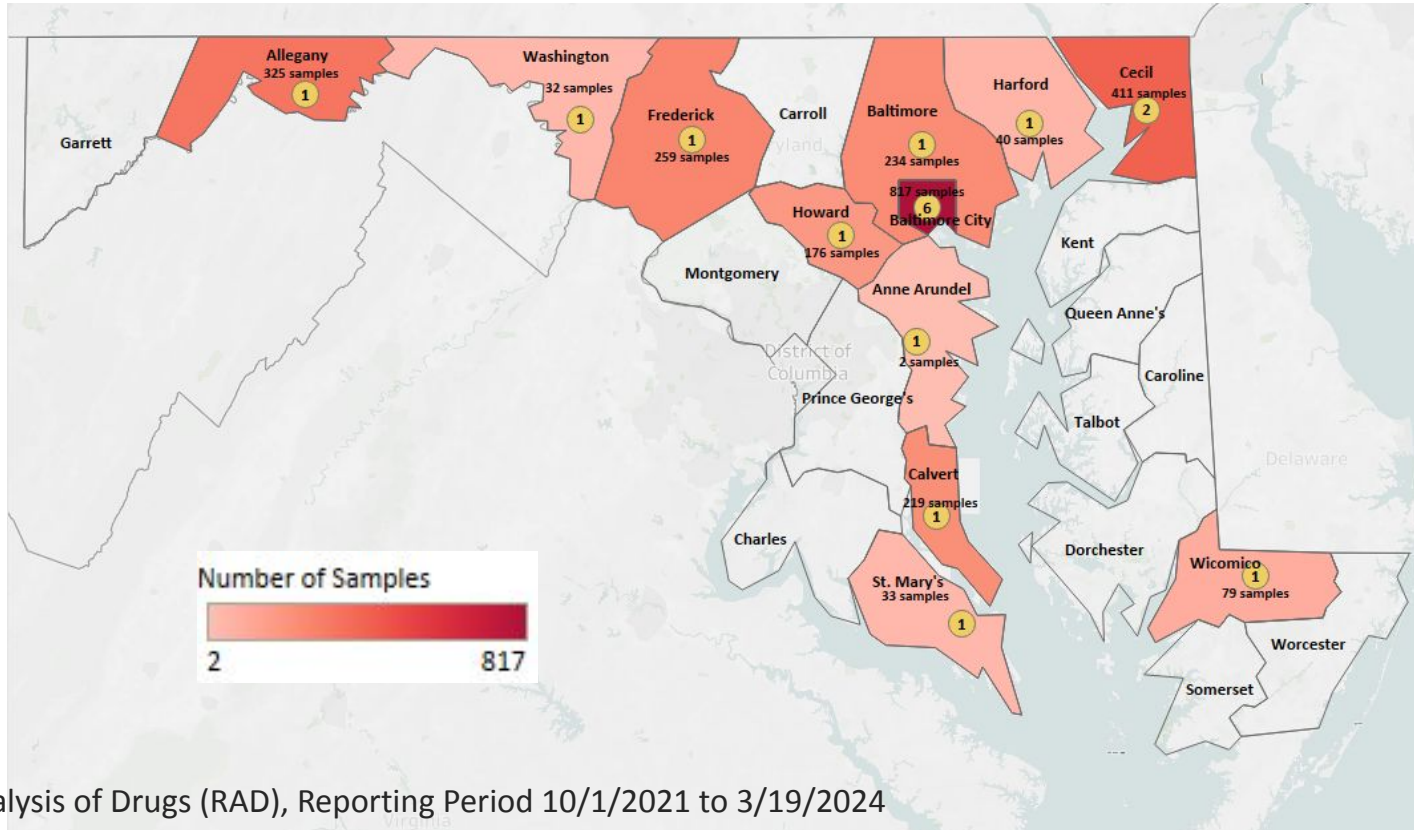 Allegany
325 samples
1
Washington
32 samples
1
Frederick
1
259 samples
Carroll
Baltimore
1
234 samples
Harford
1
40 samples
Cecil
411 samples
2
Garrett
ryland
817 samples
6
Baltimore City
Howard
1
176 samples
Montgomery
Anne Arundel
1
2 samples
Kent
Queen Anne's
Caroline
Talbot
District of
Columbia
Prince George's
Delaware
Calvert
219 samples
1
Charles
Dorchester
St. Mary's
33 samples
1
Wicomico
1
79 samples
Worcester
Somerset
Number of Samples
2 817
alysis of Drugs (RAD), Reporting Period 10/1/2021 to 3/19/2024
Virginia